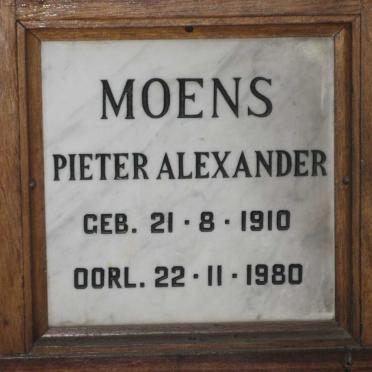 MOENS
PIETER ALEXANDER
GEB. 21 · 8 · 1910
OORL. 22 · 11 · 1980